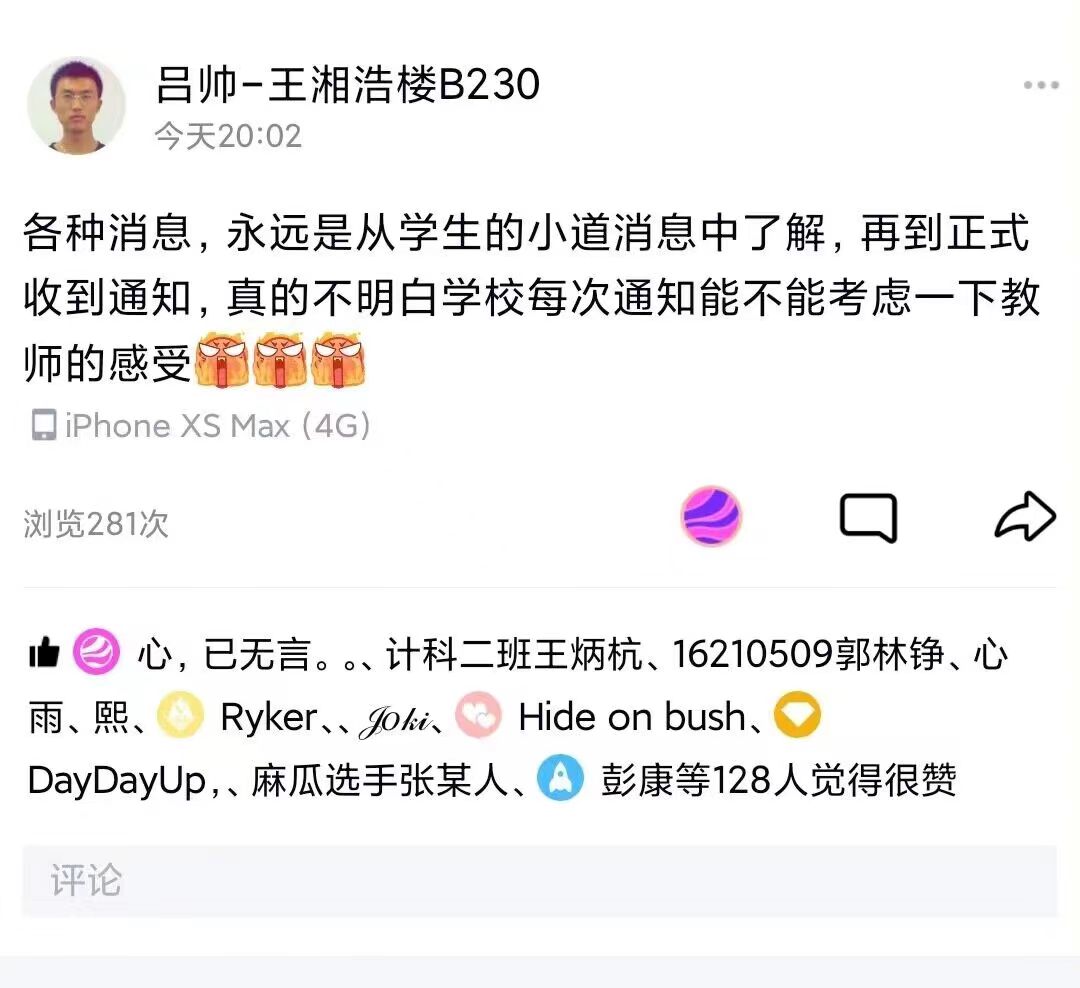 吕帅-王湘浩楼B230
今天20:02
各种消息，永远是从学生的小道消息中了解，再到正式
收到通知，真的不明白学校每次通知能不能考虑一下教
师的感受
iPhone XS Max (4G)
浏览281次
心，已无言。。、计科二班王炳杭、16210509郭林铮、心
雨、熙、 Ryker、、Joki、 Hide on bush、
DayDayUp，、麻瓜选手张某人、 彭康等128人觉得很赞
评论